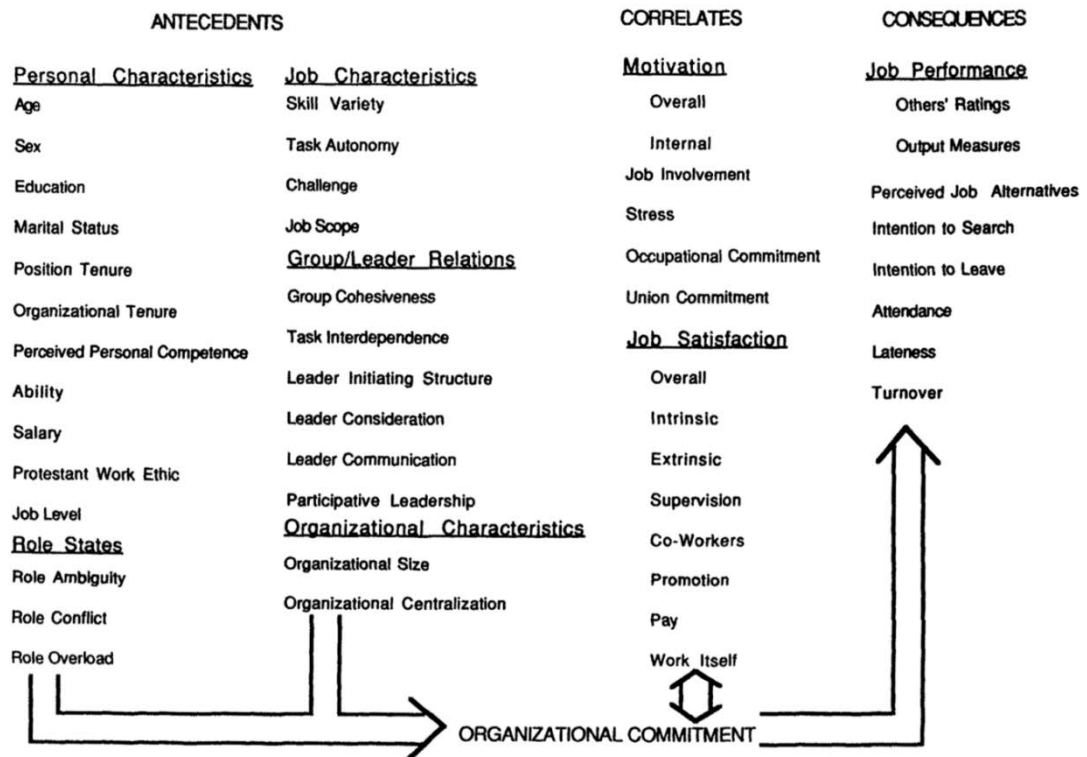 ANTECEDENTS
Personal Characteristics
Age
Sex
Education
Marital Status
Position Tenure
Organizational Tenure
Perceived Personal Competence
Ability
Salary
Protestant Work Ethic
Job Level
Role States
Role Ambiguity
Role Conflict
Role Overload
Job Characteristics
Skill Variety
Task Autonomy
Challenge
Job Scope
Group/Leader Relations
Group Cohesiveness
Task Interdependence
Leader Initiating Structure
Leader Consideration
Leader Communication
Participative Leadership
Organizational Characteristics
Organizational Size
Organizational Centralization
CORRELATES
Motivation
Overall
Internal
Job Involvement
Stress
Occupational Commitment
Union Commitment
Job Satisfaction
Overall
Intrinsic
Extrinsic
Supervision
Co-Workers
Promotion
Pay
Work Itself
CONSEQUENCES
Job Performance
Others' Ratings
Output Measures
Perceived Job Alternatives
Intention to Search
Intention to Leave
Attendance
Lateness
Turnover
ORGANIZATIONAL COMMITMENT